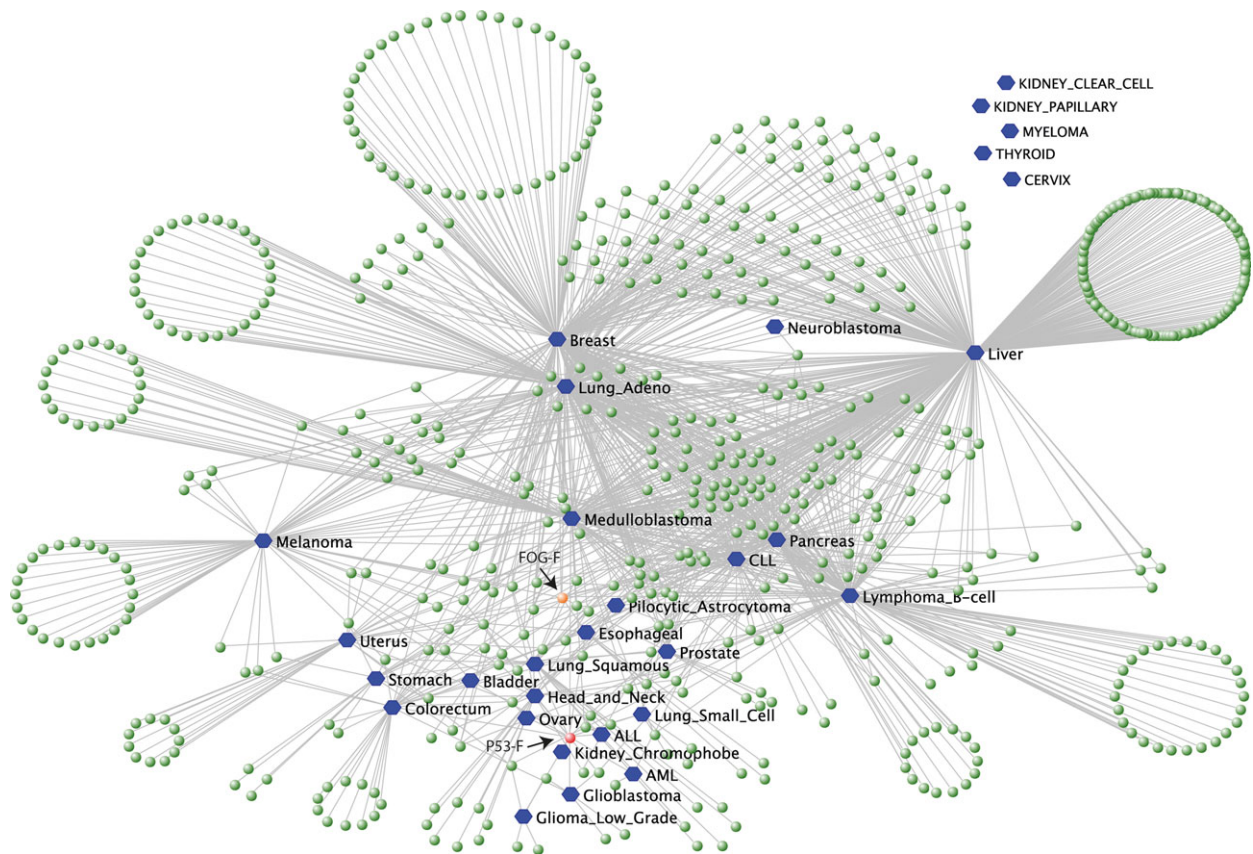 KIDNEY_CLEAR_CELL
KIDNEY_PAPILLARY
MYELOMA
THYROID
CERVIX
Neuroblastoma
Breast
Liver
Lung_Adeno
Medulloblastoma
Melanoma
Pancreas
FOG-F
CLL
Lymphoma_B-cell
Pilocytic_Astrocytoma
Esophageal
Uterus
Prostate
Lung_Squamous
Stomach
Bladder
Head_and_Neck
Colorectum
Ovary
Lung_Small_Cell
ALL
P53-F
Kidney_Chromophobe
AML
Glioblastoma
Glioma_Low_Grade